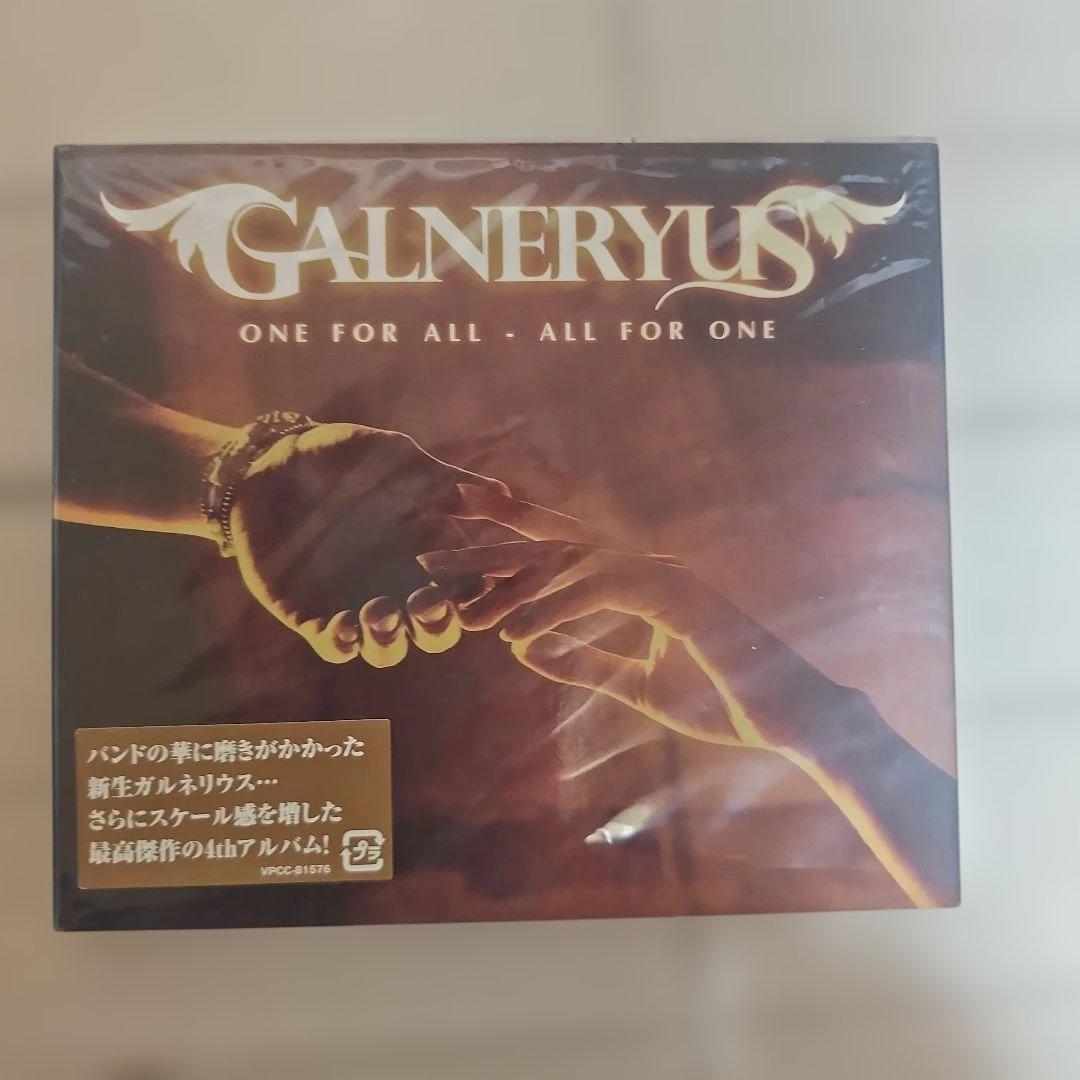 GALNERYUS
ONE FOR ALL - ALL FOR ONE
バンドの華に磨きがかかった
新生ガルネリウス…
さらにスケール感を増した
最高傑作の4thアルバム!
プラ
VPCC-81576